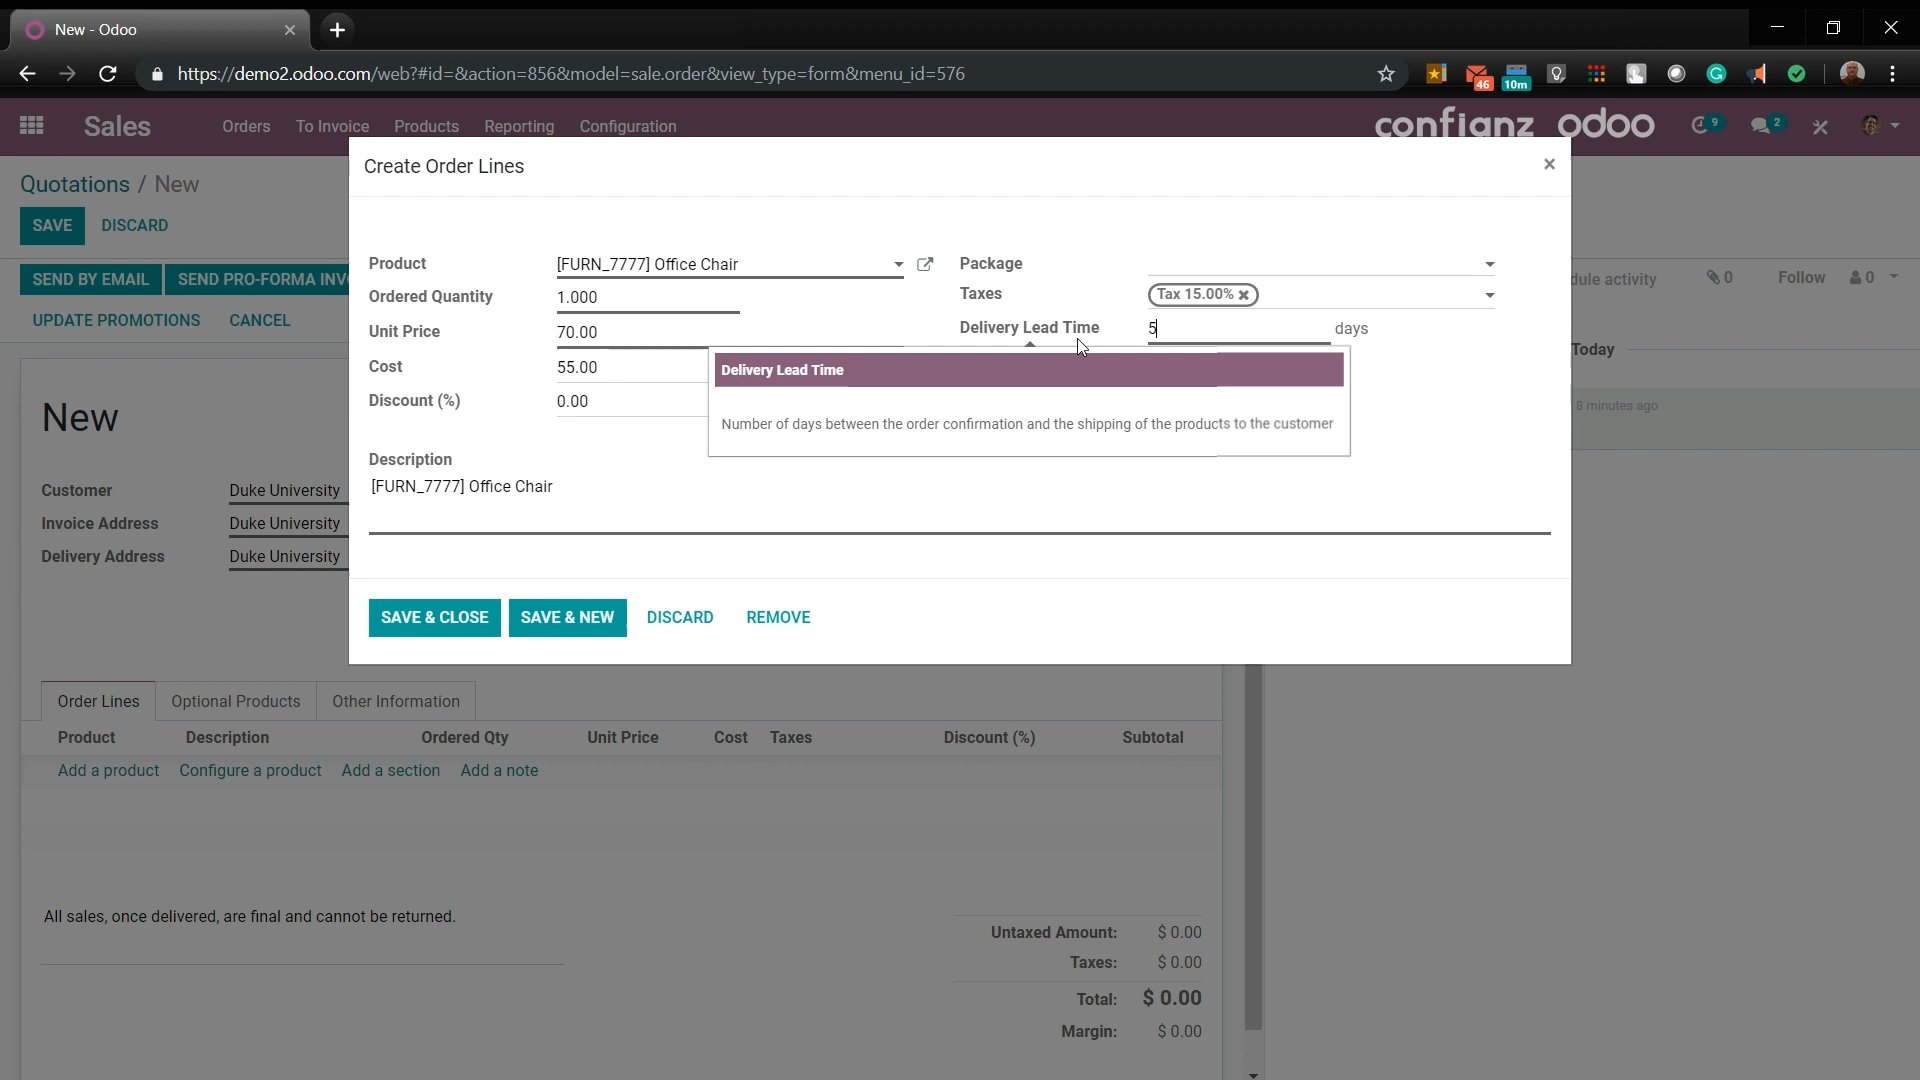 New - Odoo
https://demo2.odoo.com/web?#id=&action=856&model=sale.order&view_type=form&menu_id=576
46
10m
Sales
Orders
To Invoice
Products
Reporting
Configuration
confianz odoo
9
2
Create Order Lines
Quotations / New
SAVE
DISCARD
SEND BY EMAIL
SEND PRO-FORMA INV
dule activity
0
Follow
0
UPDATE PROMOTIONS
CANCEL
Product
[FURN_7777] Office Chair
Package
Ordered Quantity
1.000
Taxes
Tax 15.00%
Unit Price
70.00
Delivery Lead Time
5
days
Cost
55.00
Discount (%)
0.00
Delivery Lead Time
Number of days between the order confirmation and the shipping of the products to the customer
Today
8 minutes ago
Description
[FURN_7777] Office Chair
New
Customer
Duke University
Invoice Address
Duke University
Delivery Address
Duke University
SAVE & CLOSE
SAVE & NEW
DISCARD
REMOVE
Order Lines
Optional Products
Other Information
Product
Description
Ordered Qty
Unit Price
Cost
Taxes
Discount (%)
Subtotal
Add a product
Configure a product
Add a section
Add a note
All sales, once delivered, are final and cannot be returned.
Untaxed Amount:
$ 0.00
Taxes:
$ 0.00
Total:
$ 0.00
Margin:
$ 0.00